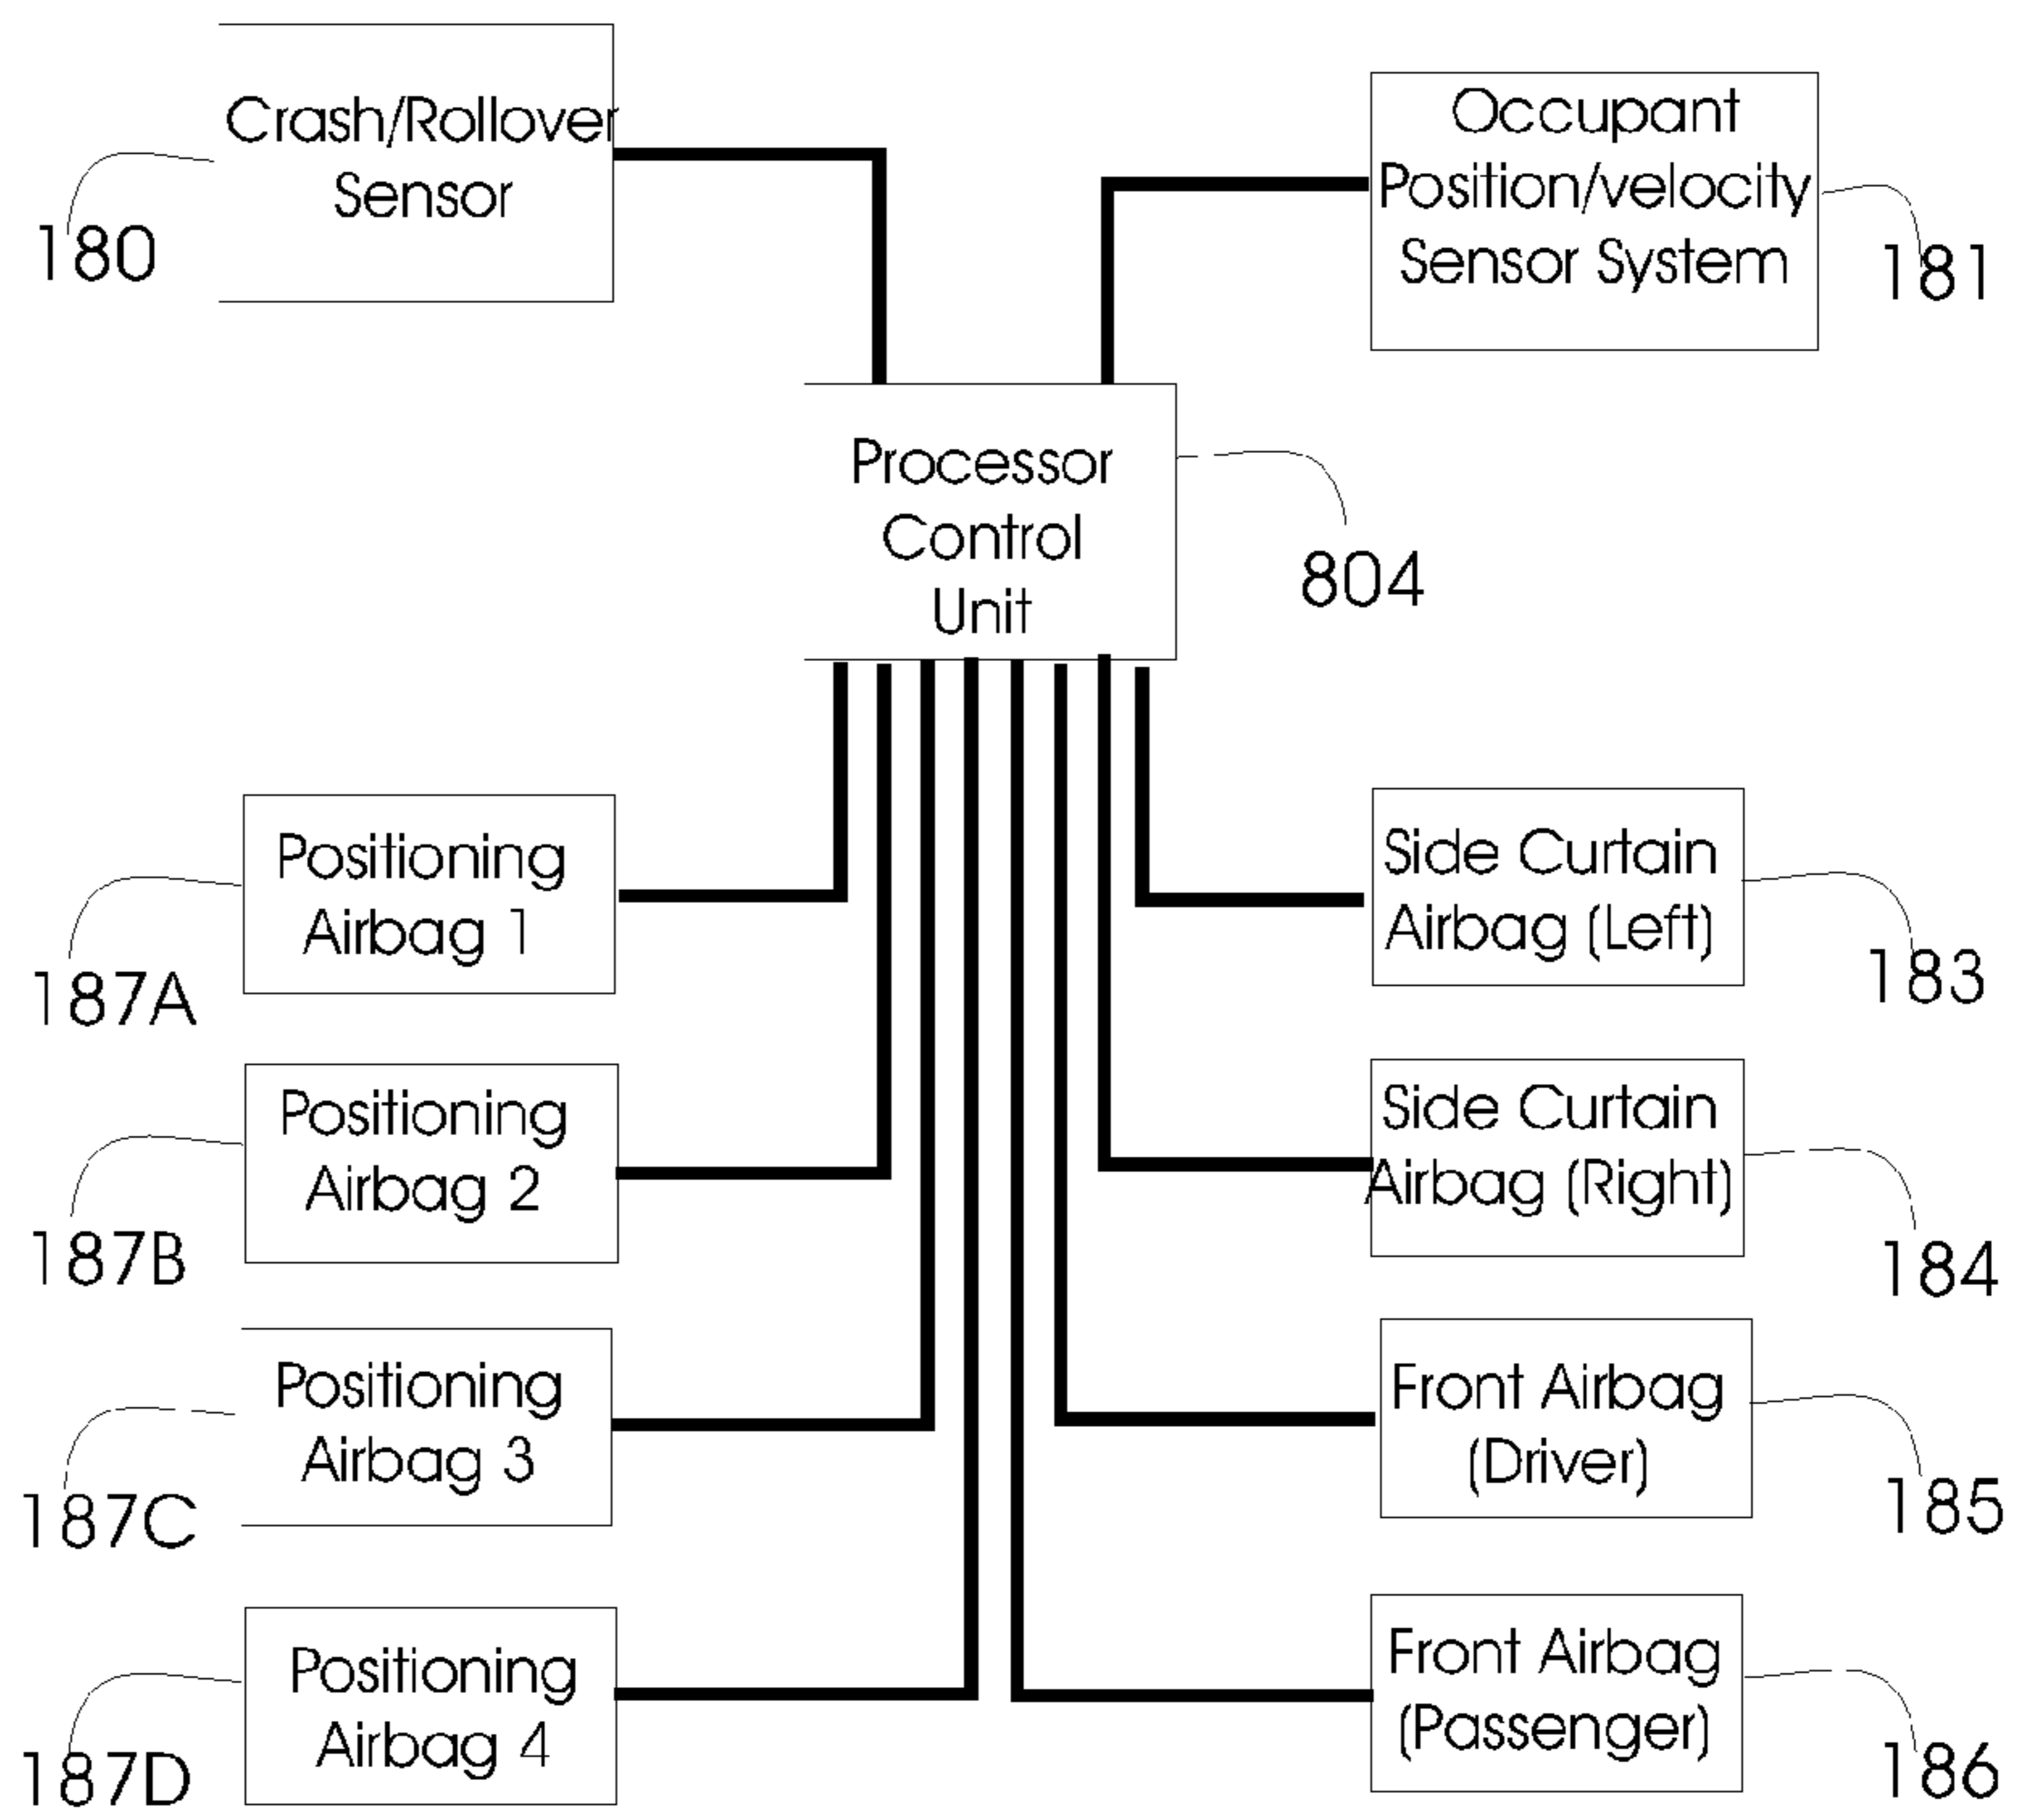 Crash/Rollover
Sensor
180
Occupant
Position/velocity
Sensor System
181
Processor
Control
Unit
804
Positioning
Airbag 1
187A
Side Curtain
Airbag (Left)
183
Positioning
Airbag 2
187B
Side Curtain
Airbag (Right)
184
Positioning
Airbag 3
187C
Front Airbag
(Driver)
185
Positioning
Airbag 4
187D
Front Airbag
(Passenger)
186